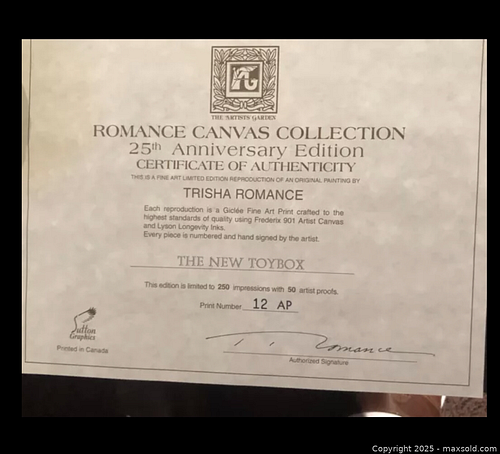 AG
THE ARTISTS GARDEN
ROMANCE CANVAS COLLECTION
25th Anniversary Edition
CERTIFICATE OF AUTHENTICITY
THIS IS A FINE ART LIMITED EDITION REPRODUCTION OF AN ORIGINAL PAINTING BY
TRISHA ROMANCE
Each reproduction is a Giclée Fine Art Print crafted to the
highest standards of quality using Frederix 901 Artist Canvas
and Lyson Longevity Inks.
Every piece is numbered and hand signed by the artist.
THE NEW TOYBOX
This edition is limited to 250 impressions with 50 artist proofs.
Print Number 12 AP
Sutton
Graphics
Printed in Canada
T. Romance
Authorized Signature
Copyright © 2025 - maxsold.com